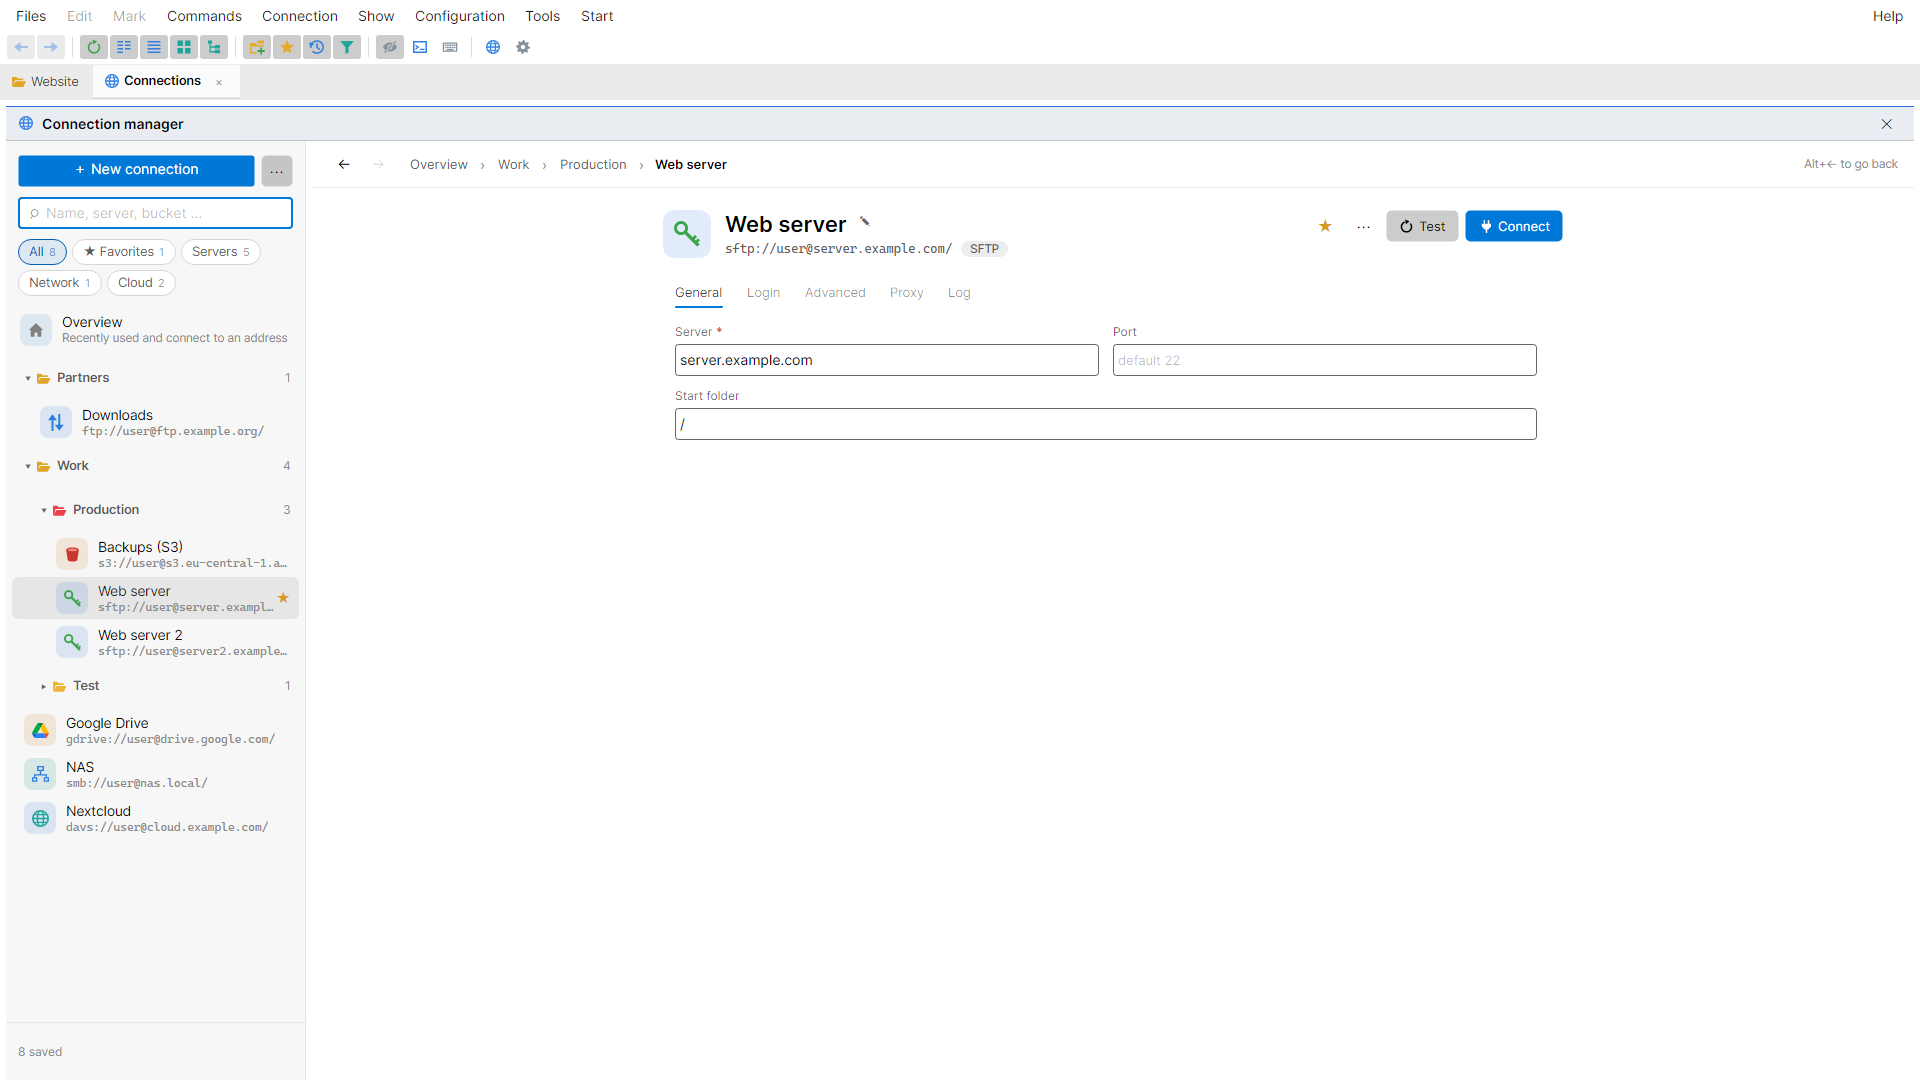 Files Edit Mark Commands Connection Show Configuration Tools Start Help
Website Connections ×
Connection manager
+ New connection ...
Name, server, bucket ...
All 8 ★ Favorites 1 Servers 5
Network 1 Cloud 2
Overview
Recently used and connect to an address
Partners 1
Downloads
ftp://user@ftp.example.org/
Work 4
Production 3
Backups (S3)
s3://user@s3.eu-central-1.a…
Web server
sftp://user@server.exampl…
Web server 2
sftp://user@server2.example…
Test 1
Google Drive
gdrive://user@drive.google.com/
NAS
smb://user@nas.local/
Nextcloud
davs://user@cloud.example.com/
8 saved
← → Overview › Work › Production › Web server Alt+← to go back
Web server
sftp://user@server.example.com/ SFTP
★ ... Test Connect
General Login Advanced Proxy Log
Server * Port
server.example.com default 22
Start folder
/